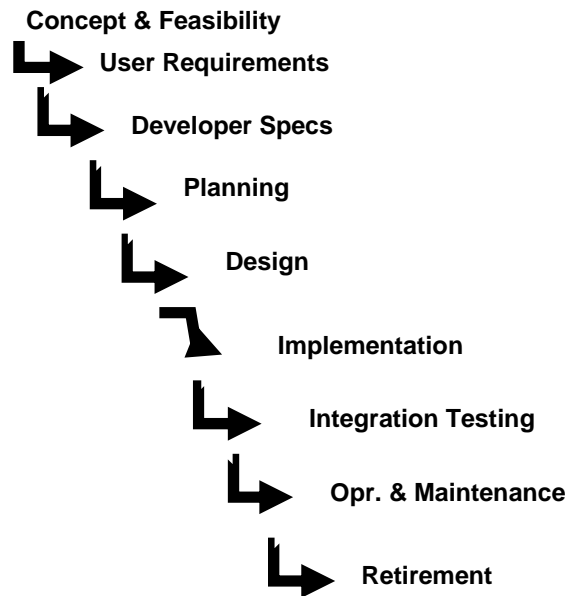 Concept & Feasibility
User Requirements
Developer Specs
Planning
Design
Implementation
Integration Testing
Opr. & Maintenance
Retirement